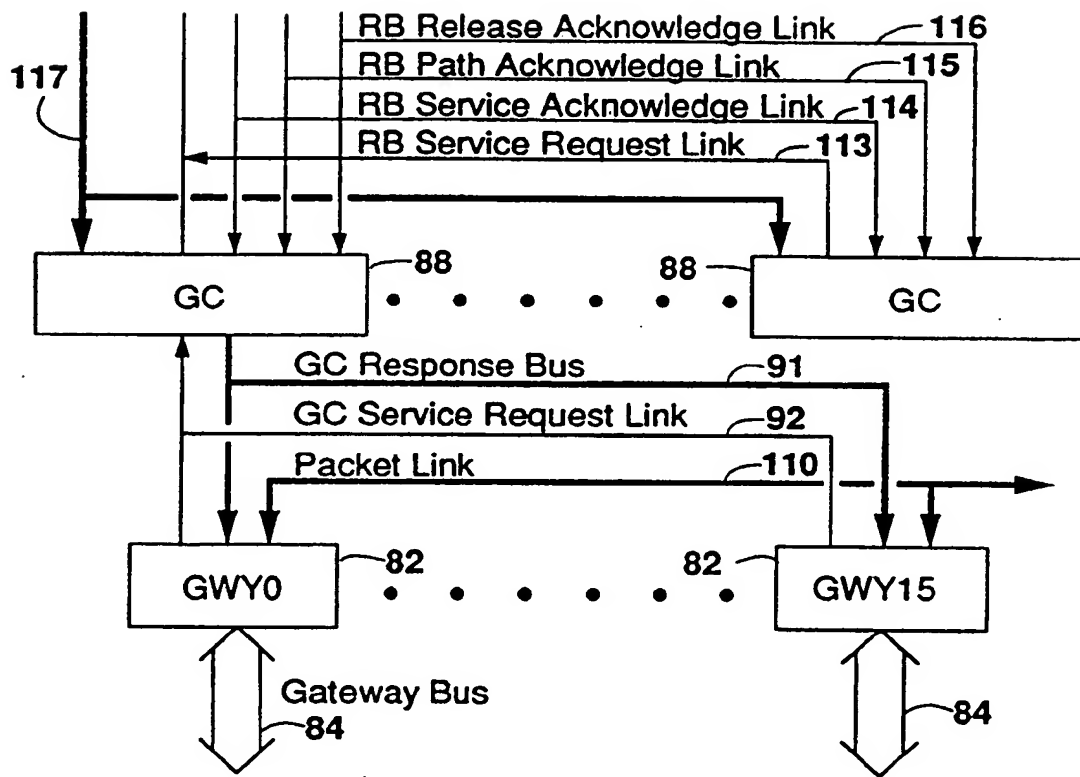 RB Release Acknowledge Link 116
117 RB Path Acknowledge Link 115
RB Service Acknowledge Link 114
RB Service Request Link 113
88 88
GC GC
GC Response Bus 91
GC Service Request Link 92
Packet Link 110
82 82
GWY0 GWY15
Gateway Bus
84 84